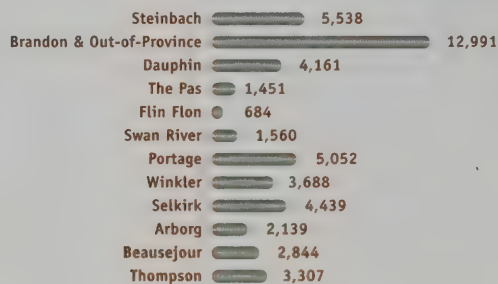 Steinbach 5,538
Brandon & Out-of-Province 12,991
Dauphin 4,161
The Pas 1,451
Flin Flon 684
Swan River 1,560
Portage 5,052
Winkler 3,688
Selkirk 4,439
Arborg 2,139
Beausejour 2,844
Thompson 3,307